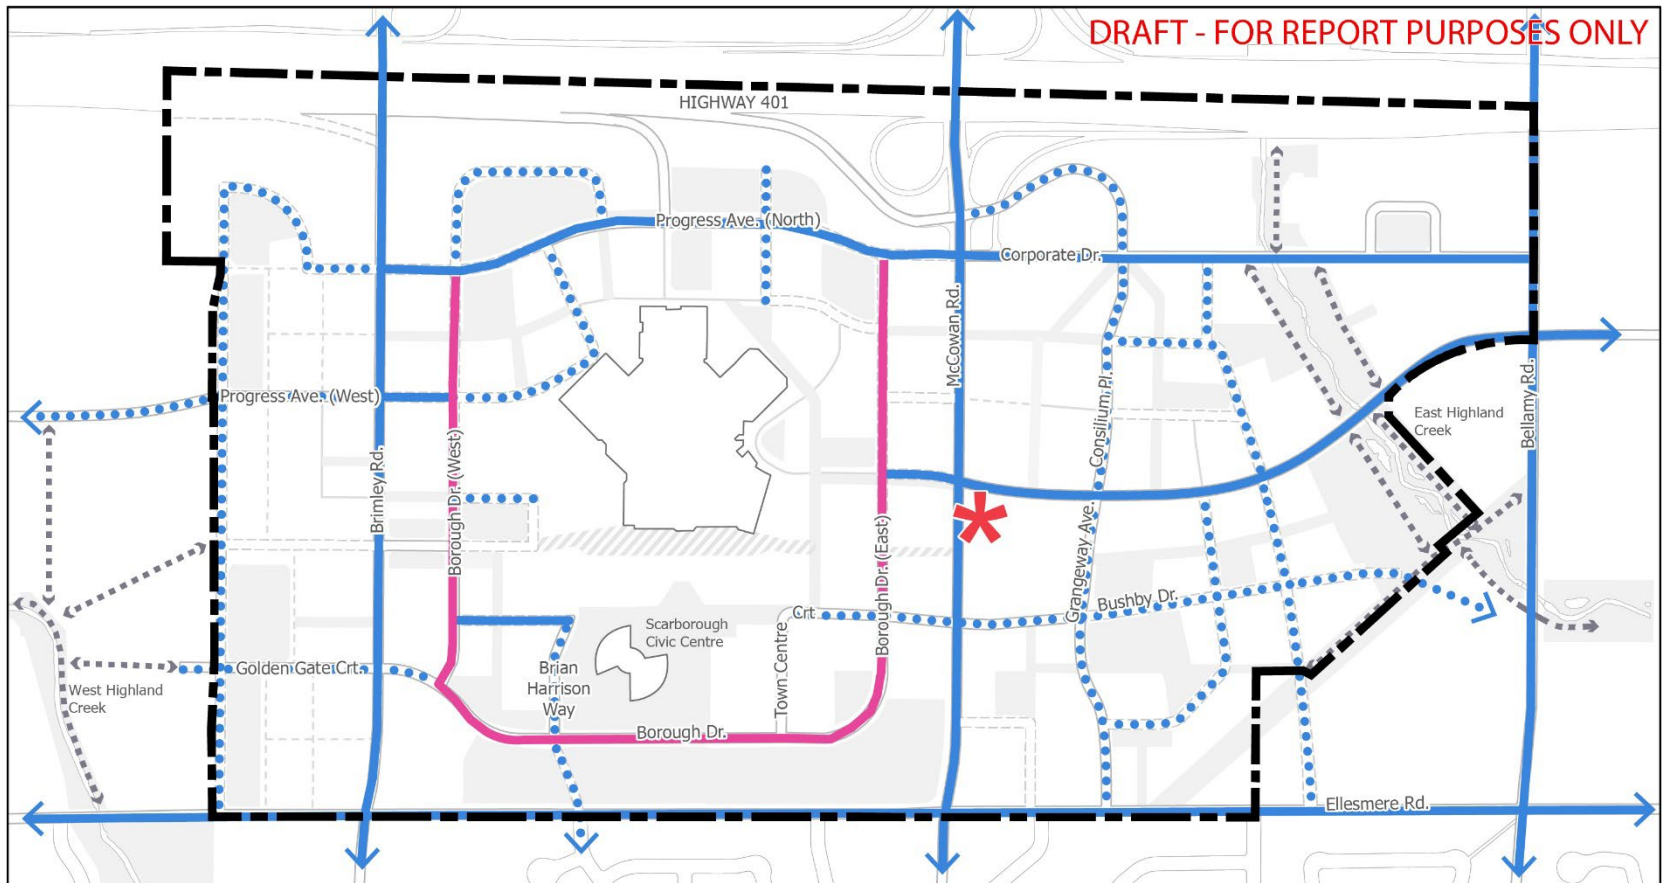 DRAFT - FOR REPORT PURPOSES ONLY
HIGHWAY 401
Progress Ave. (North)
Corporate Dr.
McCowan Rd.
Progress Ave. (West)
Consilium Pl.
Bellamy Rd.
East Highland
Creek
Brimley Rd.
Borough Dr. (West)
Borough Dr. (East)
Grangeway Ave.
Bushby Dr.
Town Centre Crt
Scarborough
Civic Centre
Golden Gate Crt.
Brian
Harrison
Way
West Highland
Creek
Borough Dr.
Ellesmere Rd.